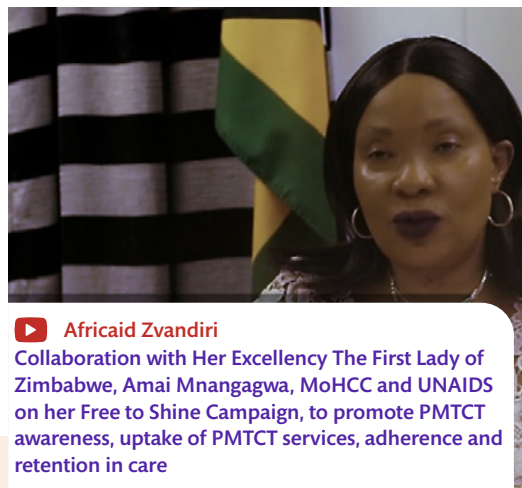 Africaid Zvandiri
Collaboration with Her Excellency The First Lady of
Zimbabwe, Amai Mnangagwa, MoHCC and UNAIDS
on her Free to Shine Campaign, to promote PMTCT
awareness, uptake of PMTCT services, adherence and
retention in care